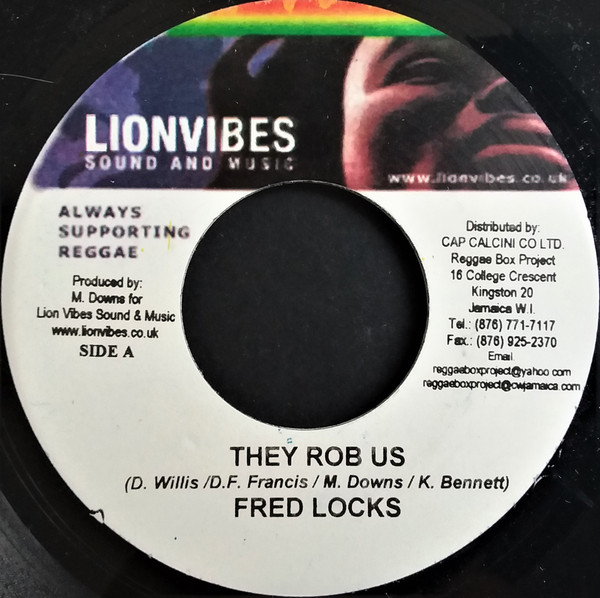 LIONVIBES
SOUND AND MUSIC
www.lionvibes.co.uk
ALWAYS
SUPPORTING
REGGAE
Produced by:
M. Downs for
Lion Vibes Sound & Music
www.lionvibes.co.uk
SIDE A
Distributed by:
CAP CALCINI CO LTD.
Reggae Box Project
16 College Crescent
Kingston 20
Jamaica W.I.
Tel.: (876) 771-7117
Fax.: (876) 925-2370
Email
reggaeboxproject@yahoo com
reggaeboxproject@cwjamaica.com
THEY ROB US
(D. Willis /D.F. Francis / M. Downs / K. Bennett)
FRED LOCKS